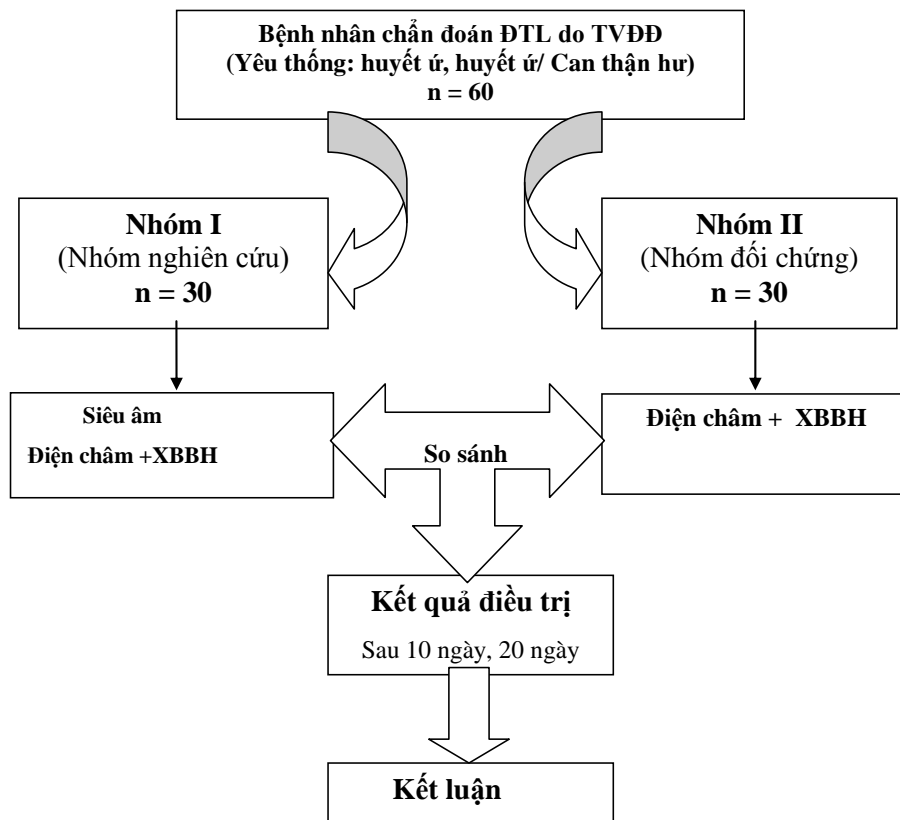 Bệnh nhân chẩn đoán ĐTL do TVĐĐ
(Yêu thống: huyết ứ, huyết ứ/ Can thận hư)
n = 60
Nhóm I
(Nhóm nghiên cứu)
n = 30
Nhóm II
(Nhóm đối chứng)
n = 30
Siêu âm
Điện châm +XBBH
So sánh
Điện châm + XBBH
Kết quả điều trị
Sau 10 ngày, 20 ngày
Kết luận